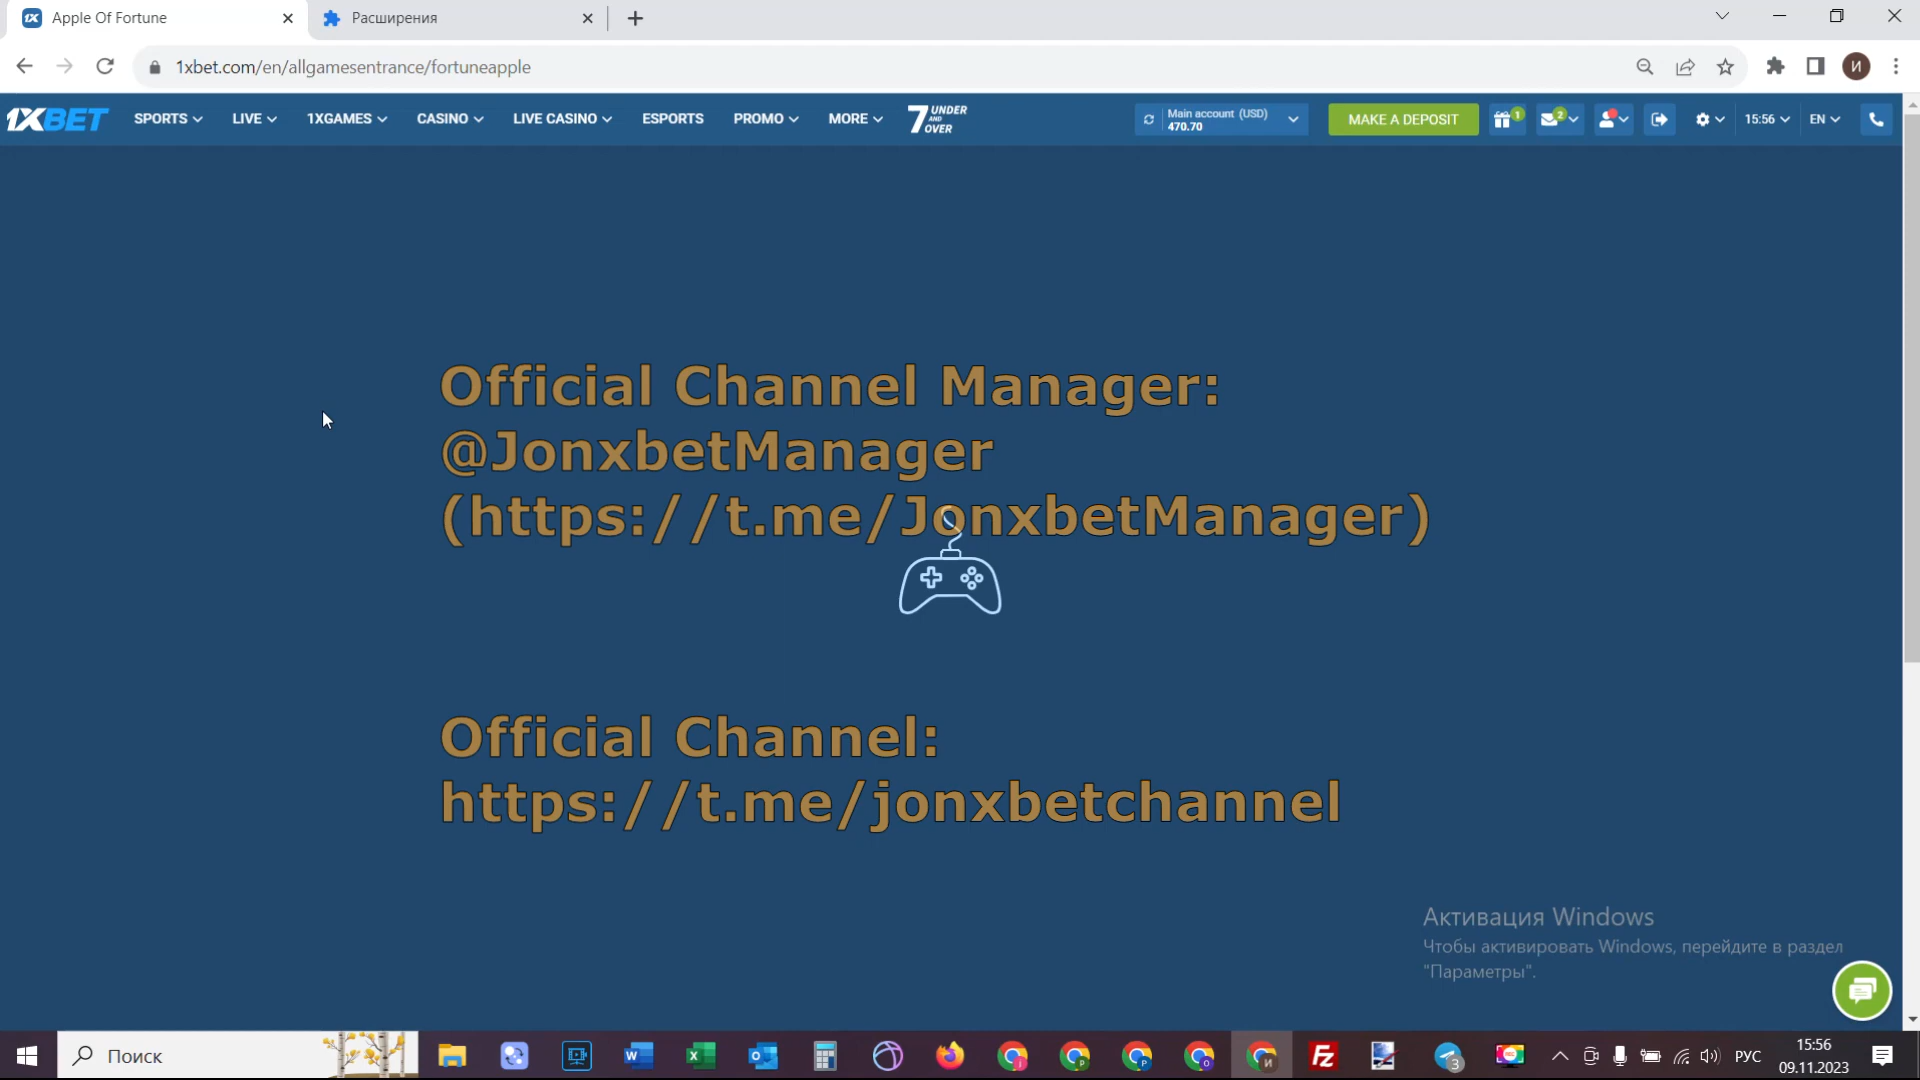 Apple Of Fortune
Расширения
1xbet.com/en/allgamesentrance/fortuneapple
И
1XBET
SPORTS
LIVE
1XGAMES
CASINO
LIVE CASINO
ESPORTS
PROMO
MORE
7 UNDER AND OVER
Main account (USD)
470.70
MAKE A DEPOSIT
1
2
15:56
EN
Official Channel Manager:
@JonxbetManager
(https://t.me/JonxbetManager)
Official Channel:
https://t.me/jonxbetchannel
Активация Windows
Чтобы активировать Windows, перейдите в раздел
"Параметры".
Поиск
3
РУС
15:56
09.11.2023